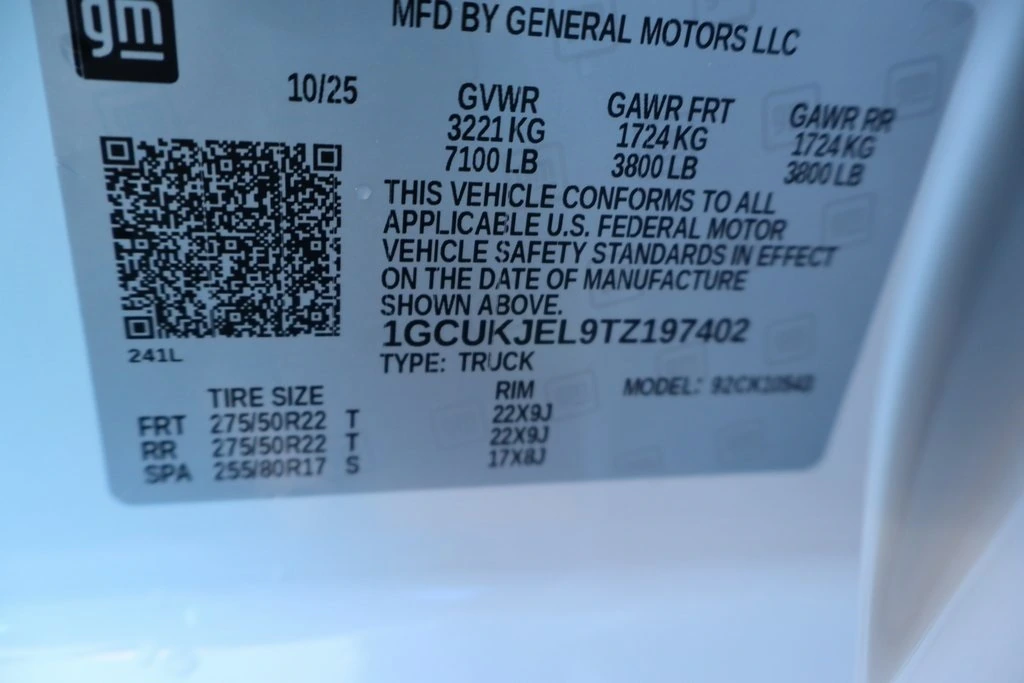 gm
MFD BY GENERAL MOTORS LLC
10/25
GVWR GAWR FRT GAWR RR
3221 KG 1724 KG 1724 KG
7100 LB 3800 LB 3800 LB
THIS VEHICLE CONFORMS TO ALL
APPLICABLE U.S. FEDERAL MOTOR
VEHICLE SAFETY STANDARDS IN EFFECT
ON THE DATE OF MANUFACTURE
SHOWN ABOVE.
1GCUKJEL9TZ197402
241L
TYPE: TRUCK
MODEL:
TIRE SIZE RIM
FRT 275/50R22 T 22X9J
RR 275/50R22 T 22X9J
SPA 255/80R17 S 17X8J